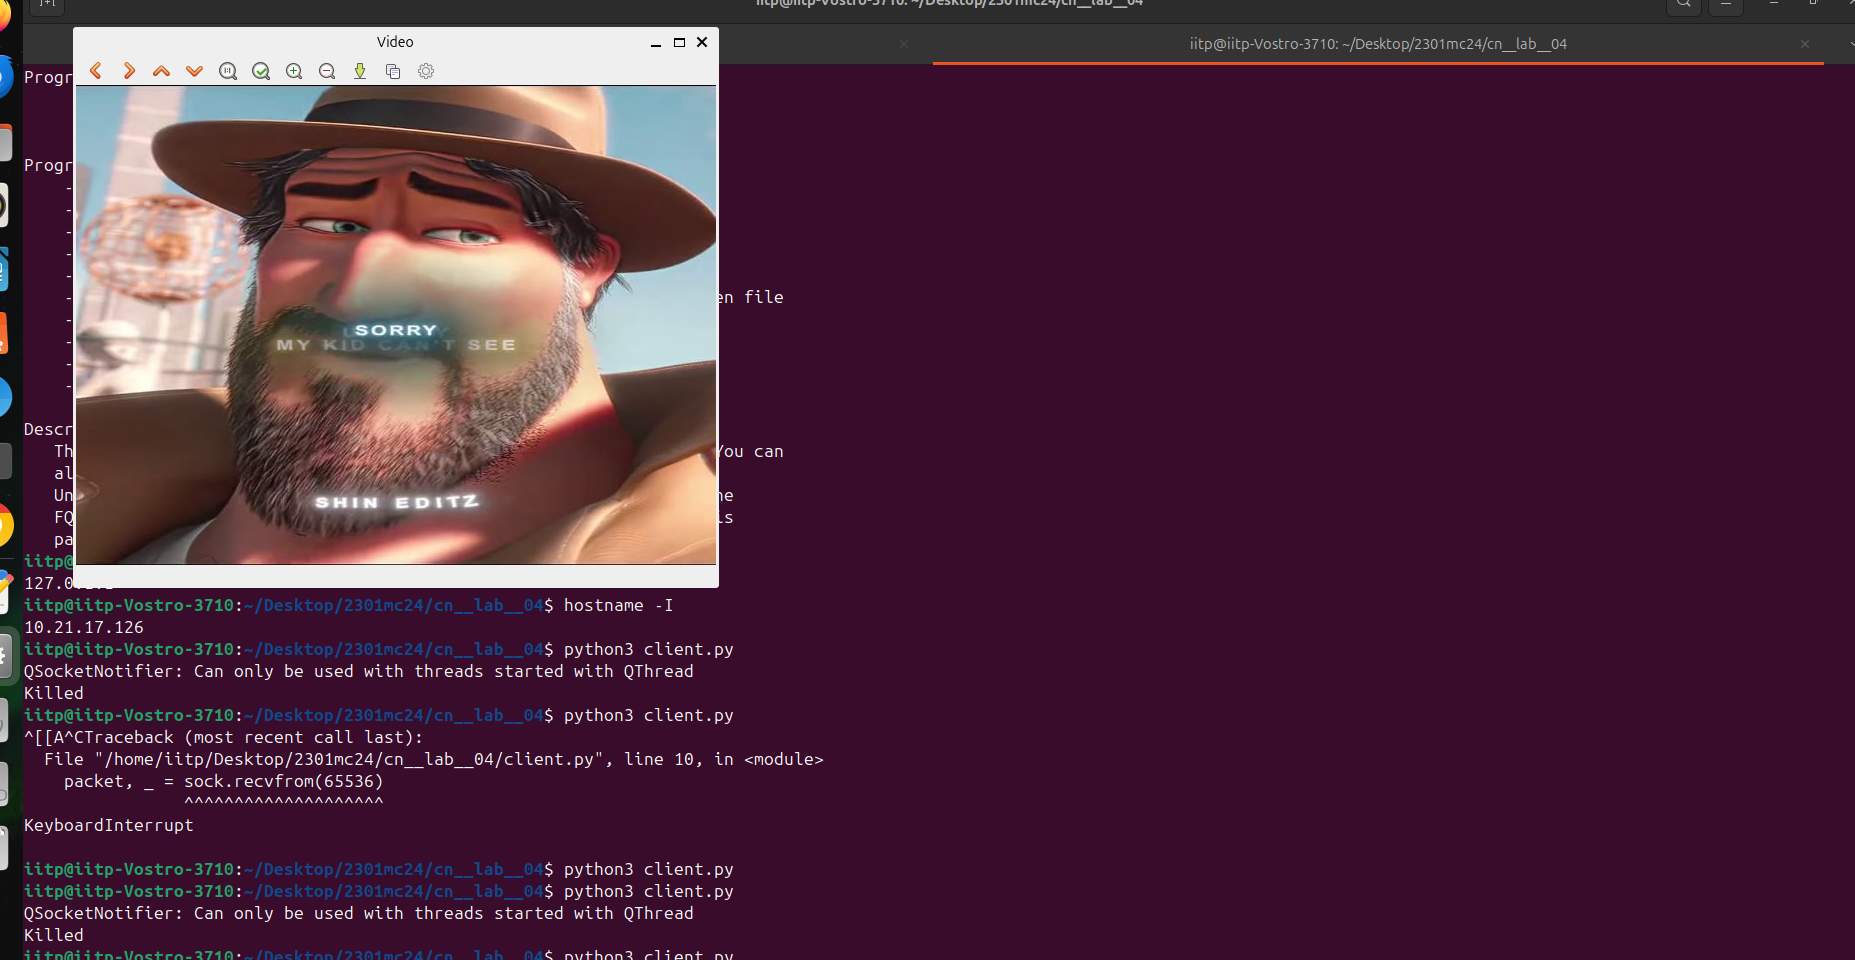 iitp@iitp-Vostro-3710: ~/Desktop/2301mc24/cn__lab__04
iitp@iitp-Vostro-3710: ~/Desktop/2301mc24/cn__lab__04
Video
Progr
Progr
-
-
-
-
-
- en file
-
-
-
-
SORRY
MY KID CAN'T SEE
SHIN EDITZ
Descr
Th You can
al
Un ne
FQ is
pa
iitp@
127.0.1.1
iitp@iitp-Vostro-3710:~/Desktop/2301mc24/cn__lab__04$ hostname -I
10.21.17.126
iitp@iitp-Vostro-3710:~/Desktop/2301mc24/cn__lab__04$ python3 client.py
QSocketNotifier: Can only be used with threads started with QThread
Killed
iitp@iitp-Vostro-3710:~/Desktop/2301mc24/cn__lab__04$ python3 client.py
^[[A^CTraceback (most recent call last):
File "/home/iitp/Desktop/2301mc24/cn__lab__04/client.py", line 10, in <module>
packet, _ = sock.recvfrom(65536)
^^^^^^^^^^^^^^^^^^^^
KeyboardInterrupt
iitp@iitp-Vostro-3710:~/Desktop/2301mc24/cn__lab__04$ python3 client.py
iitp@iitp-Vostro-3710:~/Desktop/2301mc24/cn__lab__04$ python3 client.py
QSocketNotifier: Can only be used with threads started with QThread
Killed
iitp@iitp-Vostro-3710:~/Desktop/2301mc24/cn__lab__04$ python3 client.py